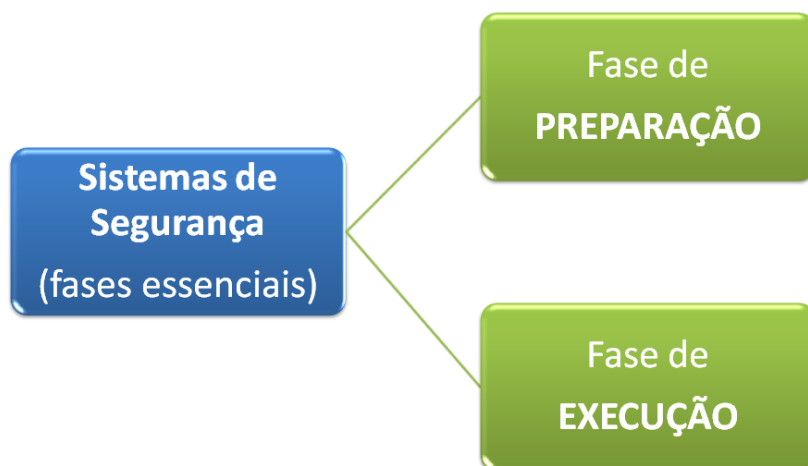 Fase de
PREPARAÇÃO
Sistemas de
Segurança
(fases essenciais)
Fase de
EXECUÇÃO